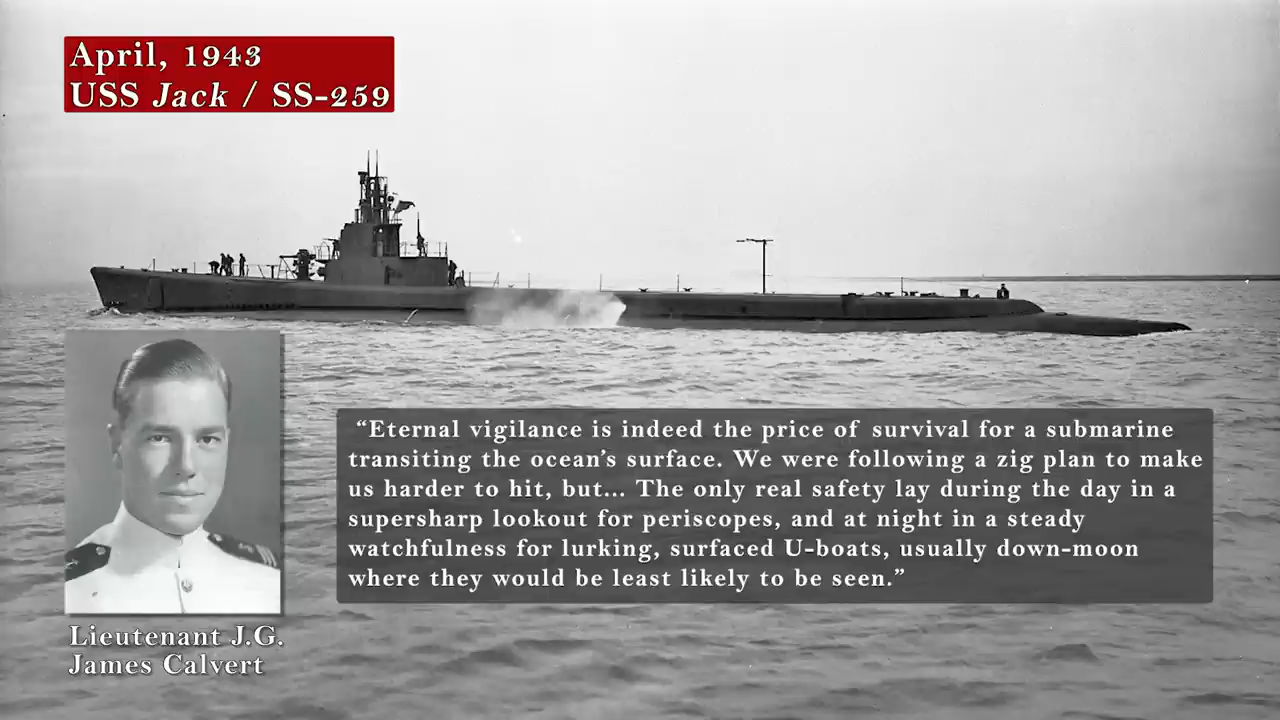 April, 1943
USS Jack / SS-259
“Eternal vigilance is indeed the price of survival for a submarine
transiting the ocean’s surface. We were following a zig plan to make
us harder to hit, but... The only real safety lay during the day in a
supersharp lookout for periscopes, and at night in a steady
watchfulness for lurking, surfaced U-boats, usually down-moon
where they would be least likely to be seen.”
Lieutenant J.G.
James Calvert